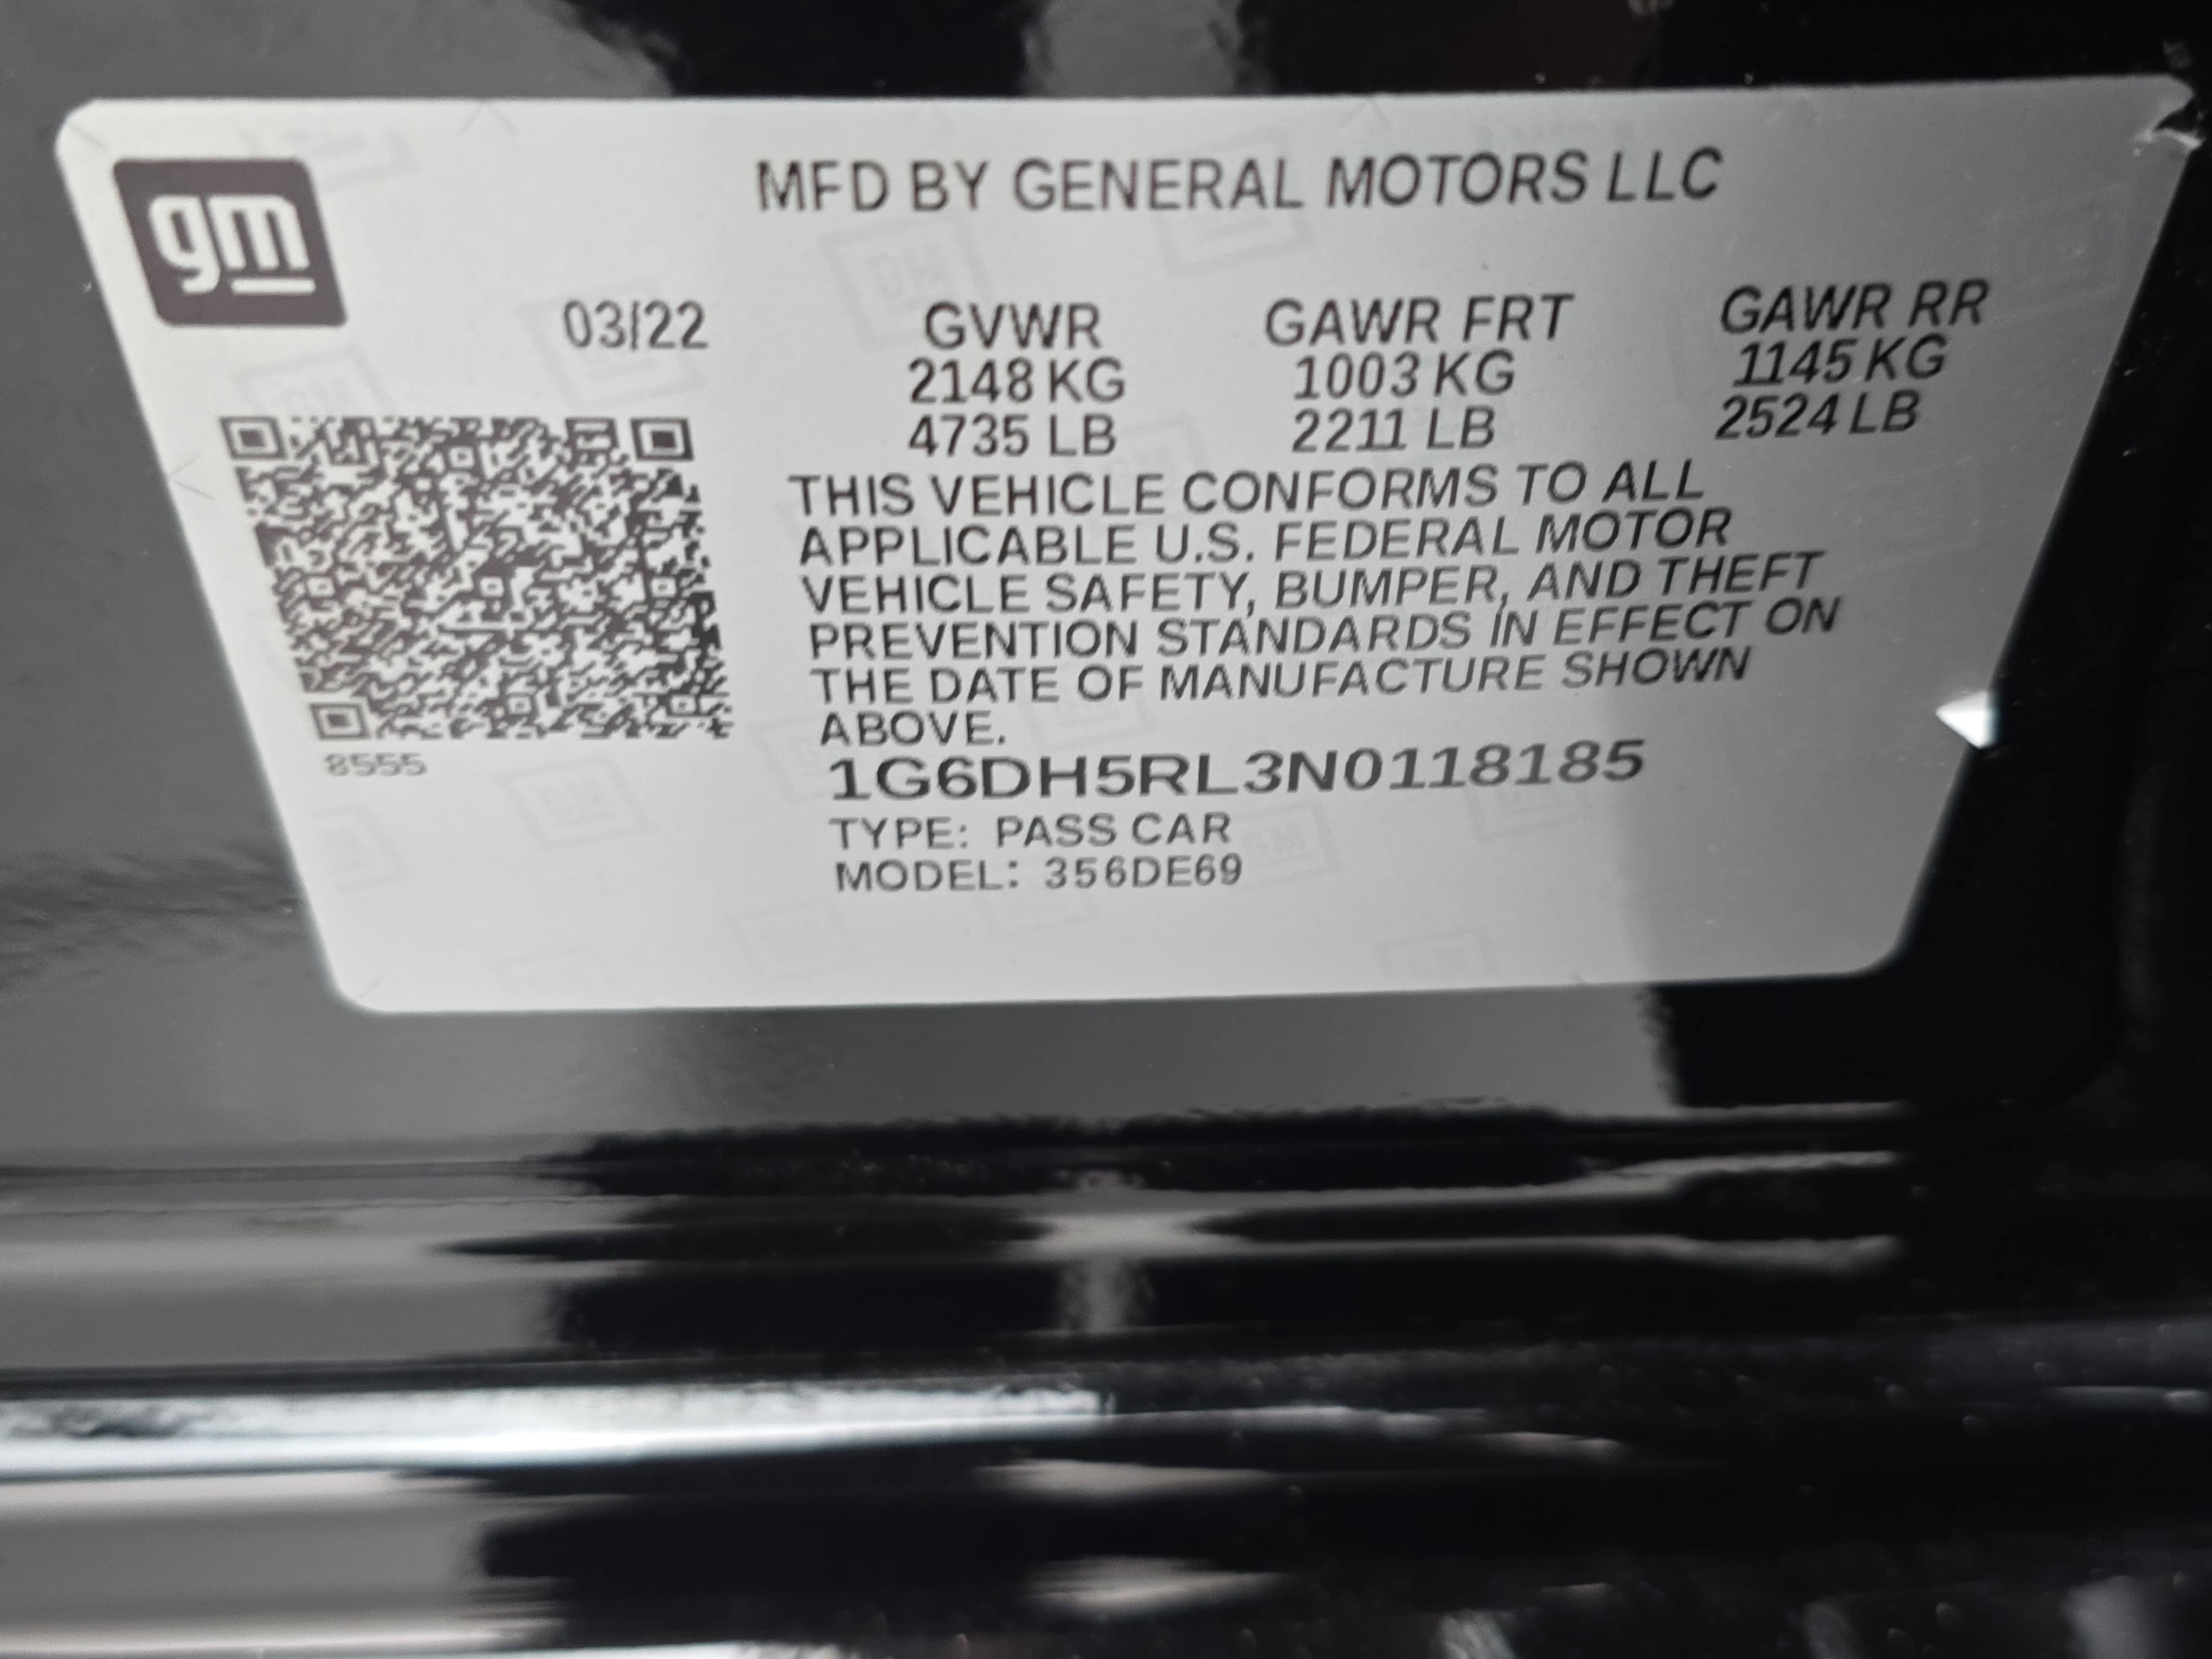 gm
MFD BY GENERAL MOTORS LLC
03/22 GVWR GAWR FRT GAWR RR
2148 KG 1003 KG 1145 KG
4735 LB 2211 LB 2524 LB
THIS VEHICLE CONFORMS TO ALL
APPLICABLE U.S. FEDERAL MOTOR
VEHICLE SAFETY, BUMPER, AND THEFT
PREVENTION STANDARDS IN EFFECT ON
THE DATE OF MANUFACTURE SHOWN
ABOVE.
8555
1G6DH5RL3N0118185
TYPE: PASS CAR
MODEL: 356DE69